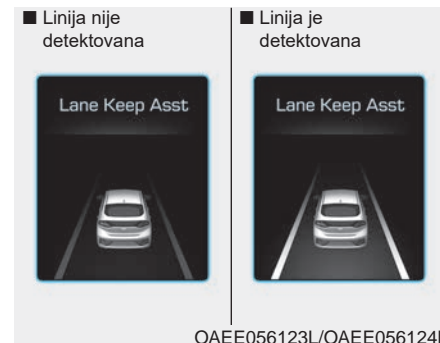 ■ Linija nije
detektovana
■ Linija je
detektovana
Lane Keep Asst
Lane Keep Asst
OAEE056123L/OAEE056124L